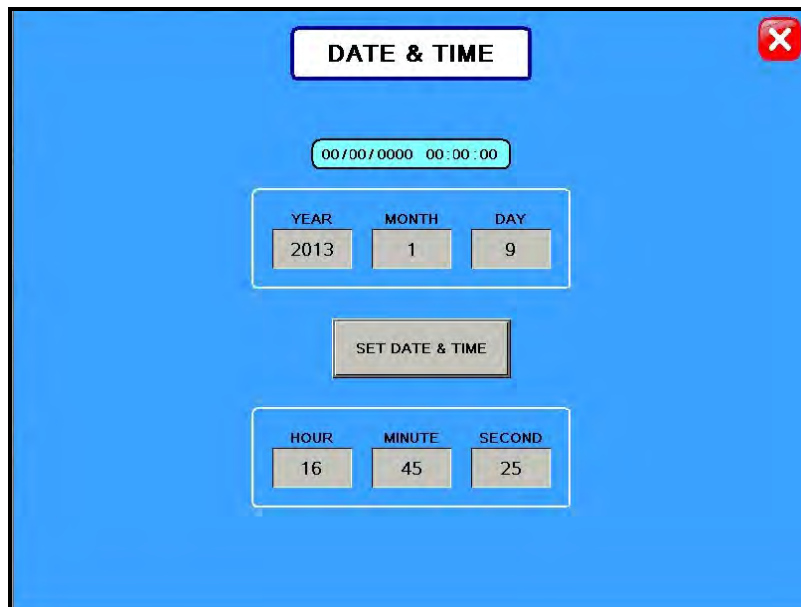 DATE & TIME
00/00/0000 00:00:00
YEAR MONTH DAY
2013 1 9
SET DATE & TIME
HOUR MINUTE SECOND
16 45 25